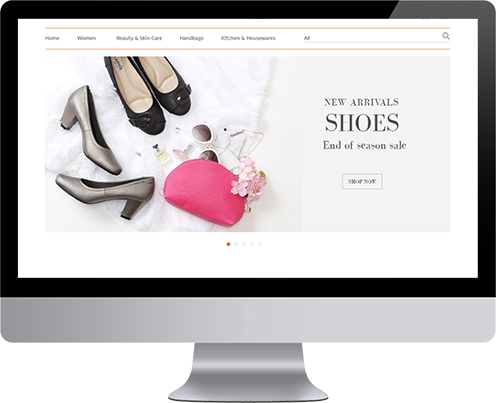 Home Women Beauty & Skin Care Handbags Kitchen & Housewares All
NEW ARRIVALS
SHOES
End of season sale
SHOP NOW